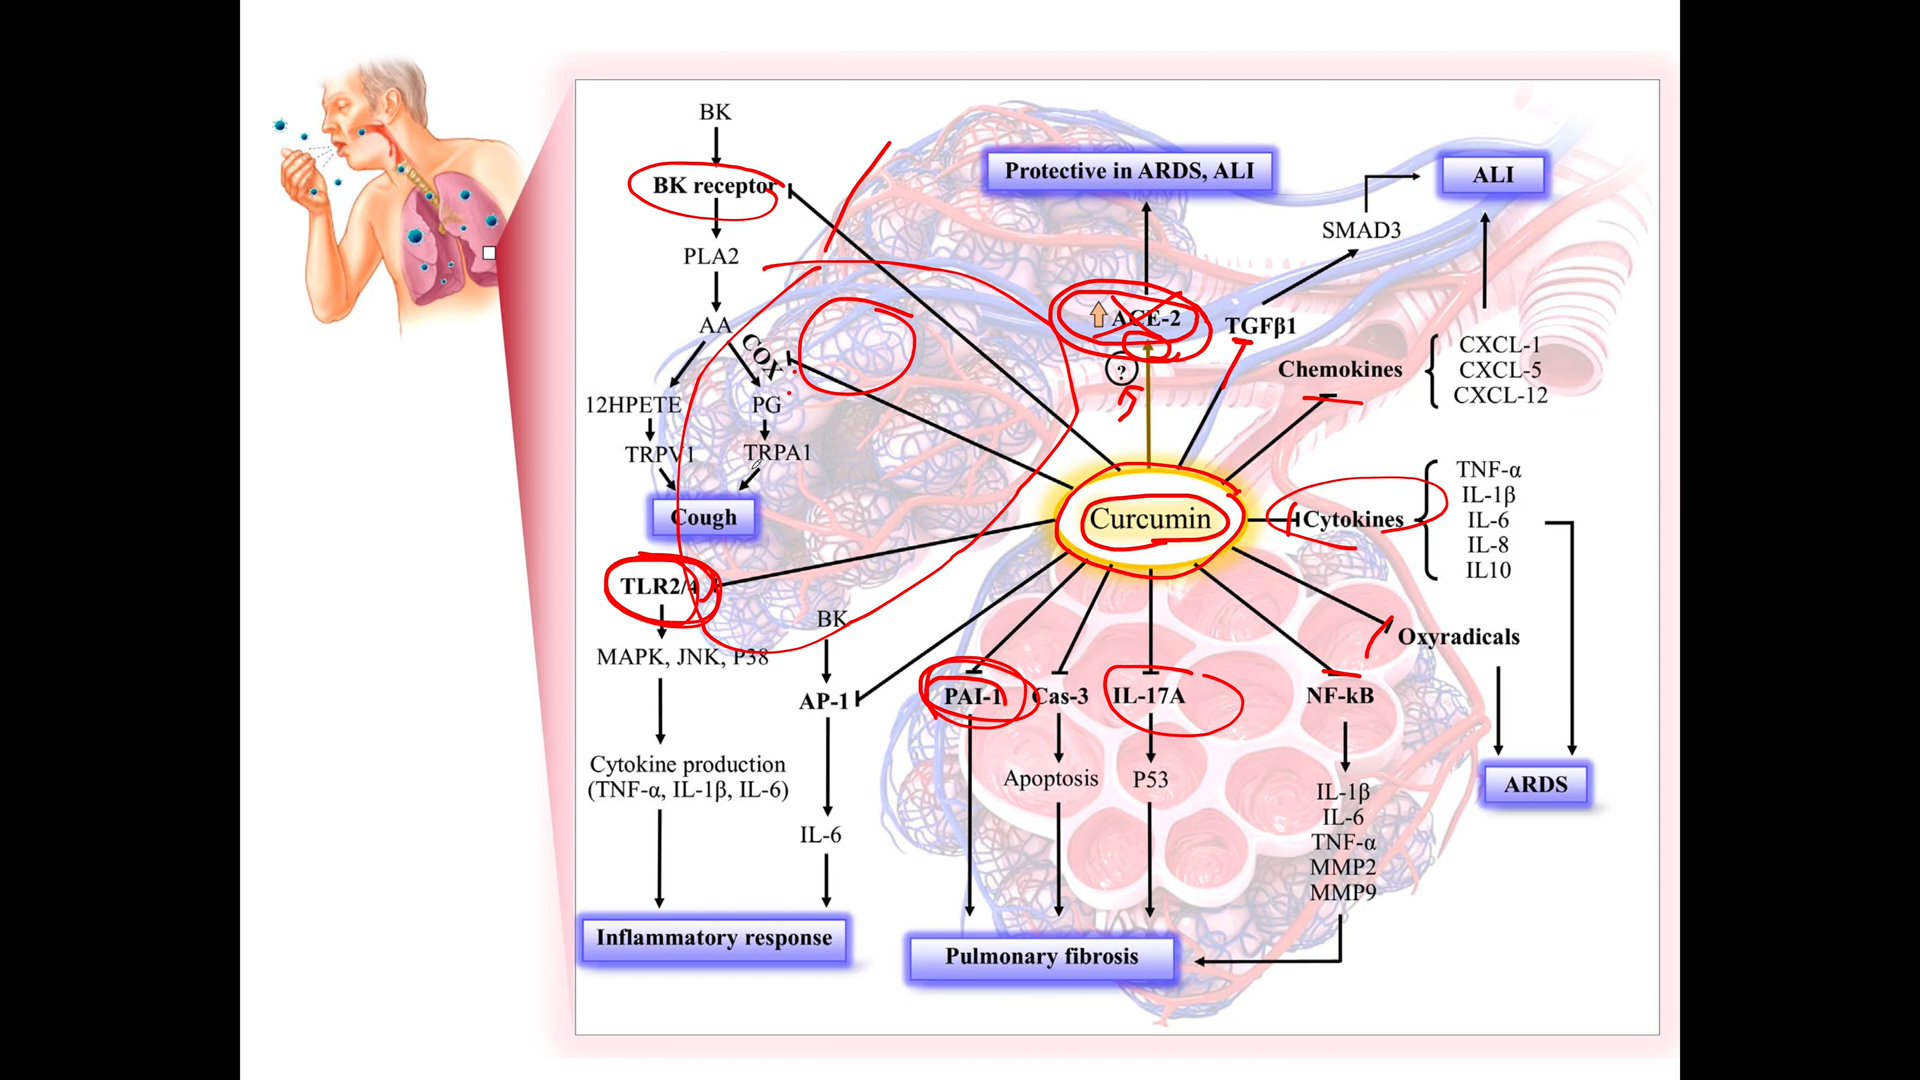 BK
BK receptor
PLA2
AA
COX
12HPETE
PG
TRPV1
TRPA1
Cough
TLR2/4
MAPK, JNK, P38
Cytokine production
(TNF-α, IL-1β, IL-6)
BK
AP-1
IL-6
Inflammatory response
Protective in ARDS, ALI
ACE-2
?
TGFβ1
SMAD3
ALI
Chemokines
CXCL-1
CXCL-5
CXCL-12
Curcumin
Cytokines
TNF-α
IL-1β
IL-6
IL-8
IL10
Oxyradicals
ARDS
PAI-1
Cas-3
IL-17A
NF-kB
Apoptosis
P53
IL-1β
IL-6
TNF-α
MMP2
MMP9
Pulmonary fibrosis